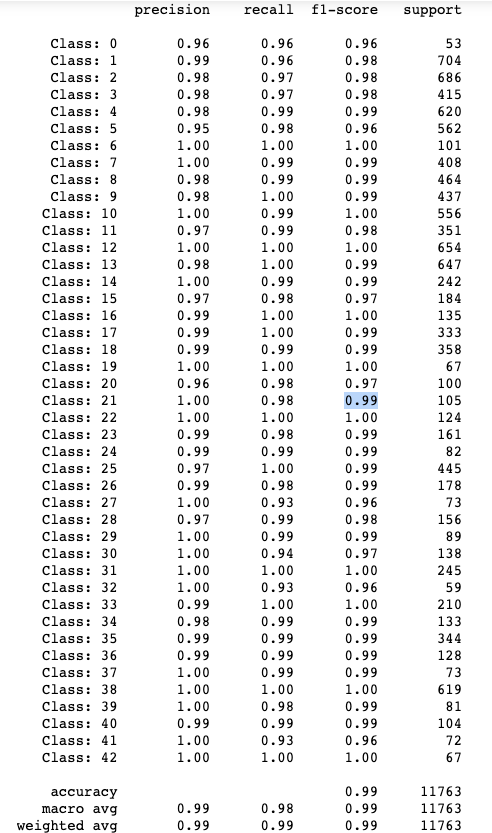 precision recall f1-score support
Class: 0 0.96 0.96 0.96 53
Class: 1 0.99 0.96 0.98 704
Class: 2 0.98 0.97 0.98 686
Class: 3 0.98 0.97 0.98 415
Class: 4 0.98 0.99 0.99 620
Class: 5 0.95 0.98 0.96 562
Class: 6 1.00 1.00 1.00 101
Class: 7 1.00 0.99 0.99 408
Class: 8 0.98 0.99 0.99 464
Class: 9 0.98 1.00 0.99 437
Class: 10 1.00 0.99 1.00 556
Class: 11 0.97 0.99 0.98 351
Class: 12 1.00 1.00 1.00 654
Class: 13 0.98 1.00 0.99 647
Class: 14 1.00 0.99 0.99 242
Class: 15 0.97 0.98 0.97 184
Class: 16 0.99 1.00 1.00 135
Class: 17 0.99 1.00 0.99 333
Class: 18 0.99 0.99 0.99 358
Class: 19 1.00 1.00 1.00 67
Class: 20 0.96 0.98 0.97 100
Class: 21 1.00 0.98 0.99 105
Class: 22 1.00 1.00 1.00 124
Class: 23 0.99 0.98 0.99 161
Class: 24 0.99 0.99 0.99 82
Class: 25 0.97 1.00 0.99 445
Class: 26 0.99 0.98 0.99 178
Class: 27 1.00 0.93 0.96 73
Class: 28 0.97 0.99 0.98 156
Class: 29 1.00 0.99 0.99 89
Class: 30 1.00 0.94 0.97 138
Class: 31 1.00 1.00 1.00 245
Class: 32 1.00 0.93 0.96 59
Class: 33 0.99 1.00 1.00 210
Class: 34 0.98 0.99 0.99 133
Class: 35 0.99 0.99 0.99 344
Class: 36 0.99 0.99 0.99 128
Class: 37 1.00 0.99 0.99 73
Class: 38 1.00 1.00 1.00 619
Class: 39 1.00 0.98 0.99 81
Class: 40 0.99 0.99 0.99 104
Class: 41 1.00 0.93 0.96 72
Class: 42 1.00 1.00 1.00 67
accuracy 0.99 11763
macro avg 0.99 0.98 0.99 11763
weighted avg 0.99 0.99 0.99 11763